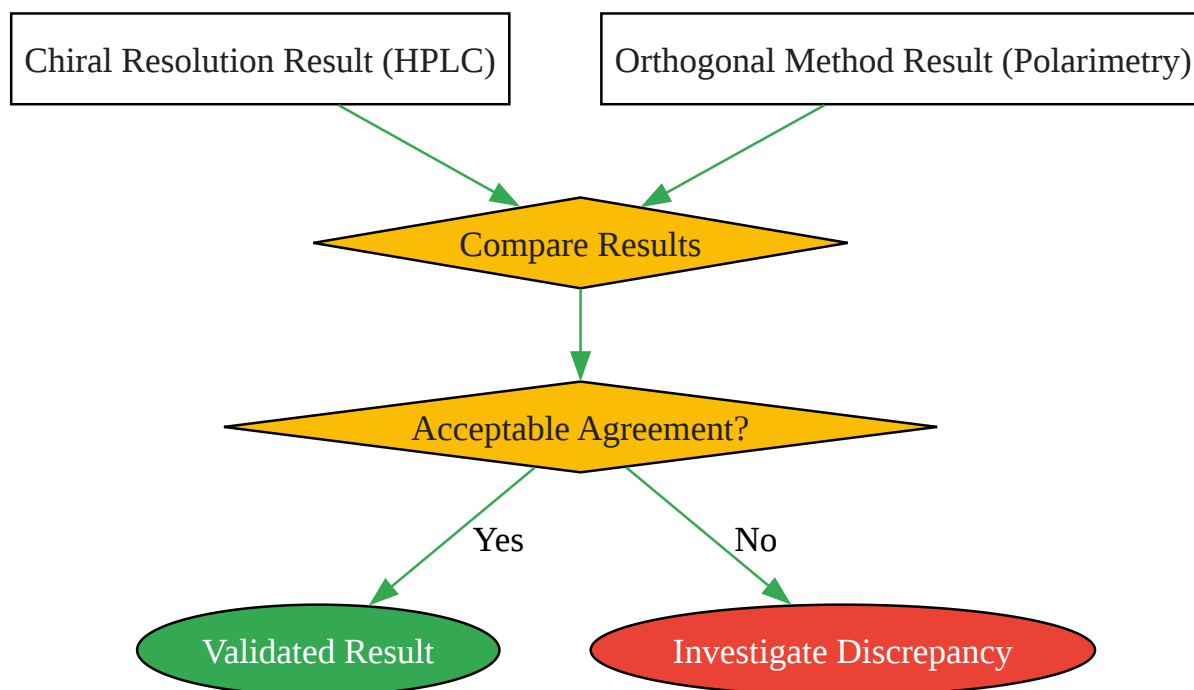 Chiral Resolution Result (HPLC)
Orthogonal Method Result (Polarimetry)
Compare Results
Acceptable Agreement?
Yes
No
Validated Result
Investigate Discrepancy